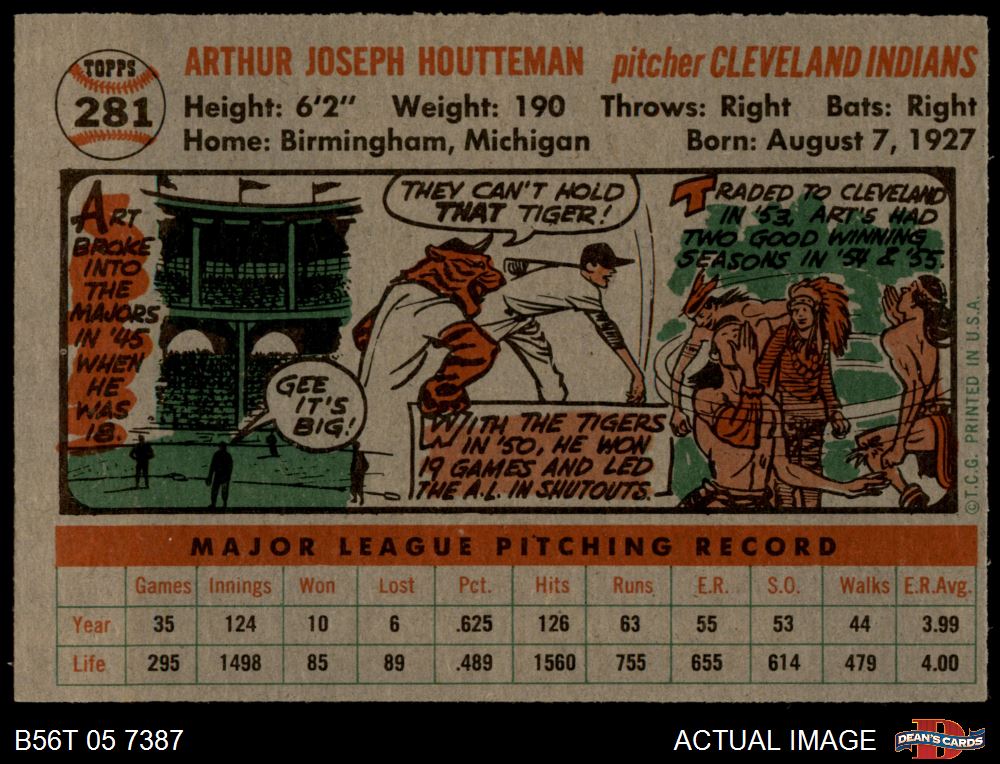 TOPPS
281
ARTHUR JOSEPH HOUTTEMAN pitcher CLEVELAND INDIANS
Height: 6'2" Weight: 190 Throws: Right Bats: Right
Home: Birmingham, Michigan Born: August 7, 1927
ART
BROKE
INTO
THE
MAJORS
IN '45
WHEN
HE
WAS
18.
GEE
IT'S
BIG!
THEY CAN'T HOLD
THAT TIGER!
WITH THE TIGERS
IN '50, HE WON
19 GAMES AND LED
THE A.L. IN SHUTOUTS.
TRADED TO CLEVELAND
IN '53, ART'S HAD
TWO GOOD WINNING
SEASONS IN '54 & '55.
©T.C.G. PRINTED IN U.S.A.
MAJOR LEAGUE PITCHING RECORD
Games Innings Won Lost Pct. Hits Runs E.R. S.O. Walks E.R.Avg.
Year 35 124 10 6 .625 126 63 55 53 44 3.99
Life 295 1498 85 89 .489 1560 755 655 614 479 4.00
B56T 05 7387 ACTUAL IMAGE DEAN'S CARDS